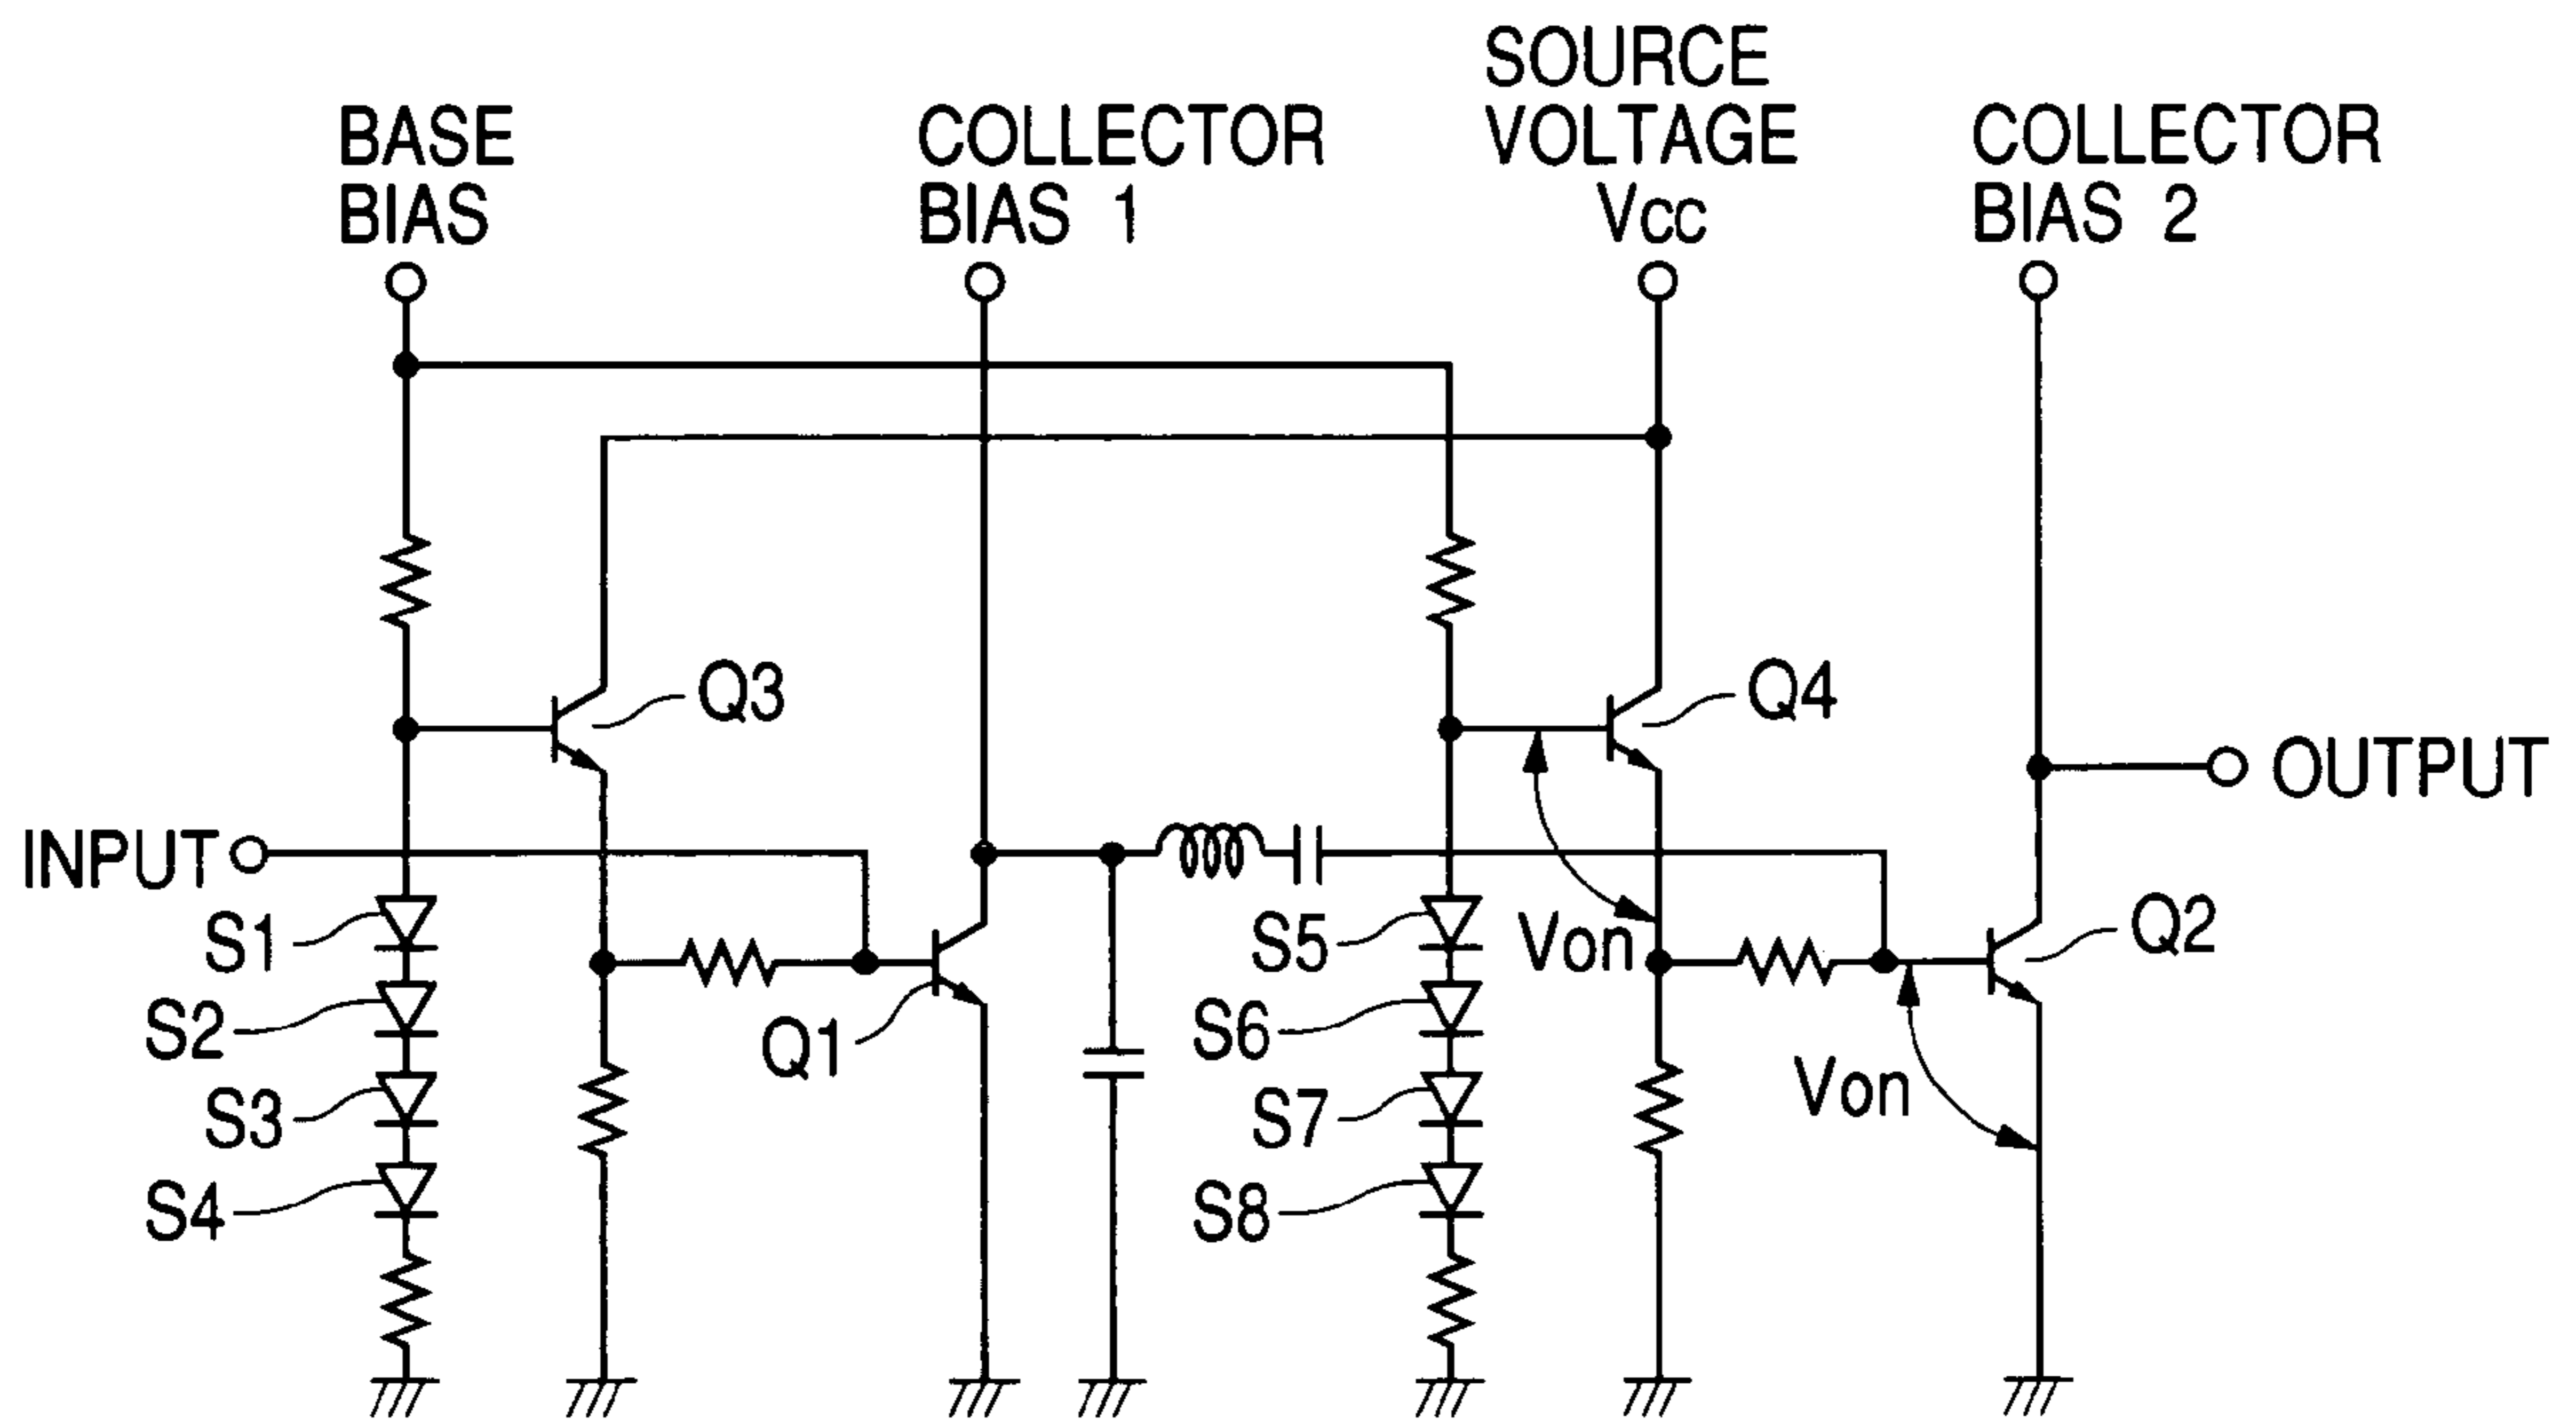 BASE
BIAS
COLLECTOR
BIAS 1
SOURCE
VOLTAGE
Vcc
COLLECTOR
BIAS 2
Q3
Q4
OUTPUT
INPUT
S1
S2
S3
S4
Q1
S5
S6
S7
S8
Von
Q2
Von